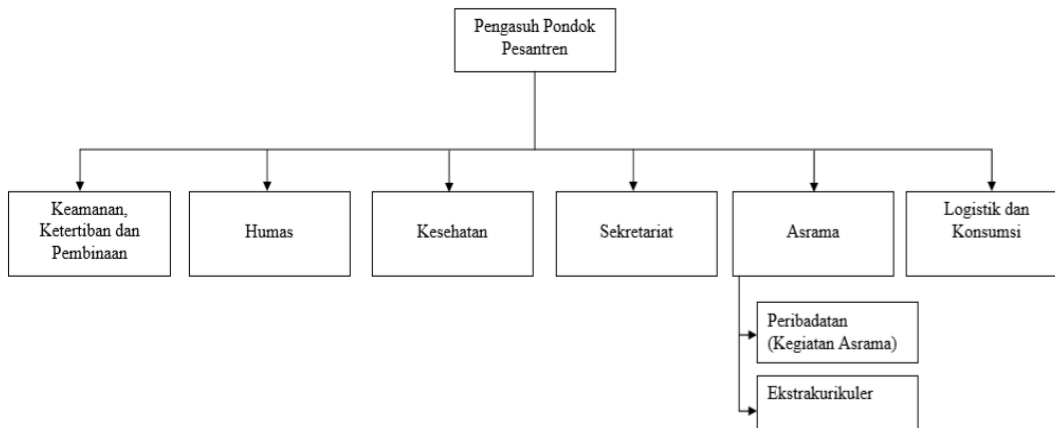 Pengasuh Pondok
Pesantren
Keamanan,
Ketertiban dan
Pembinaan
Humas
Kesehatan
Sekretariat
Asrama
Logistik dan
Konsumsi
Peribadatan
(Kegiatan Asrama)
Ekstrakurikuler